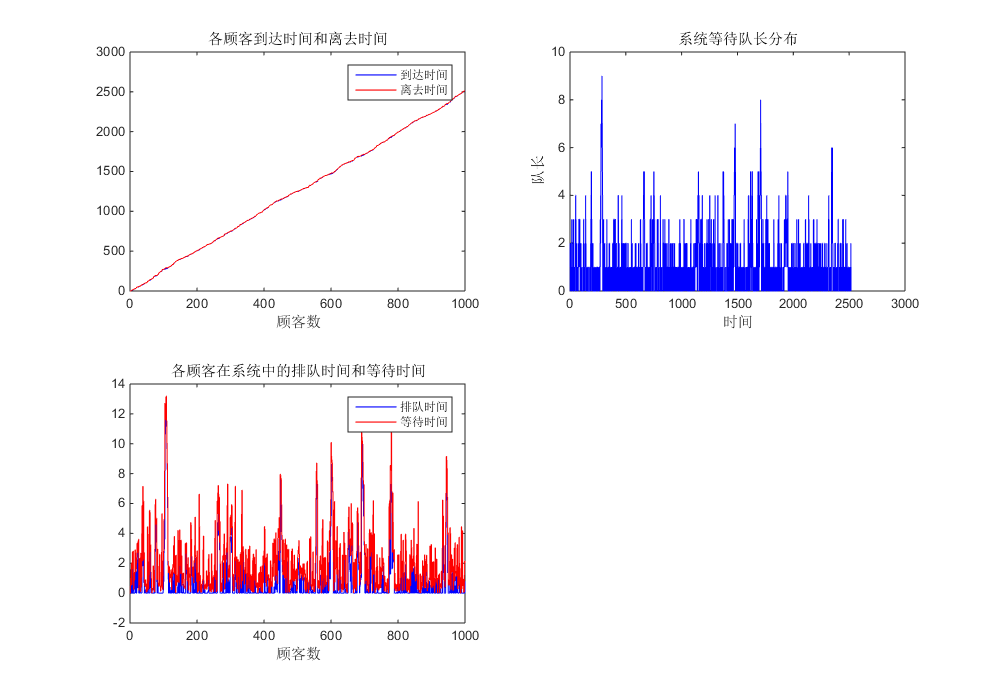 各顾客到达时间和离去时间
3000
2500
2000
1500
1000
500
0
到达时间
离去时间
0 200 400 600 800 1000
顾客数
系统等待队长分布
10
8
6
4
2
0
队长
0 500 1000 1500 2000 2500 3000
时间
各顾客在系统中的排队时间和等待时间
14
12
10
8
6
4
2
0
-2
排队时间
等待时间
0 200 400 600 800 1000
顾客数